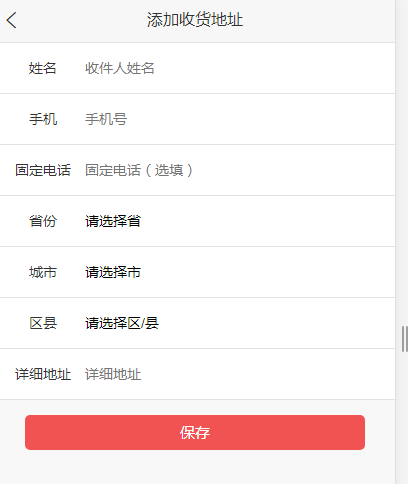 添加收货地址
姓名 收件人姓名
手机 手机号
固定电话 固定电话（选填）
省份 请选择省
城市 请选择市
区县 请选择区/县
详细地址 详细地址
保存